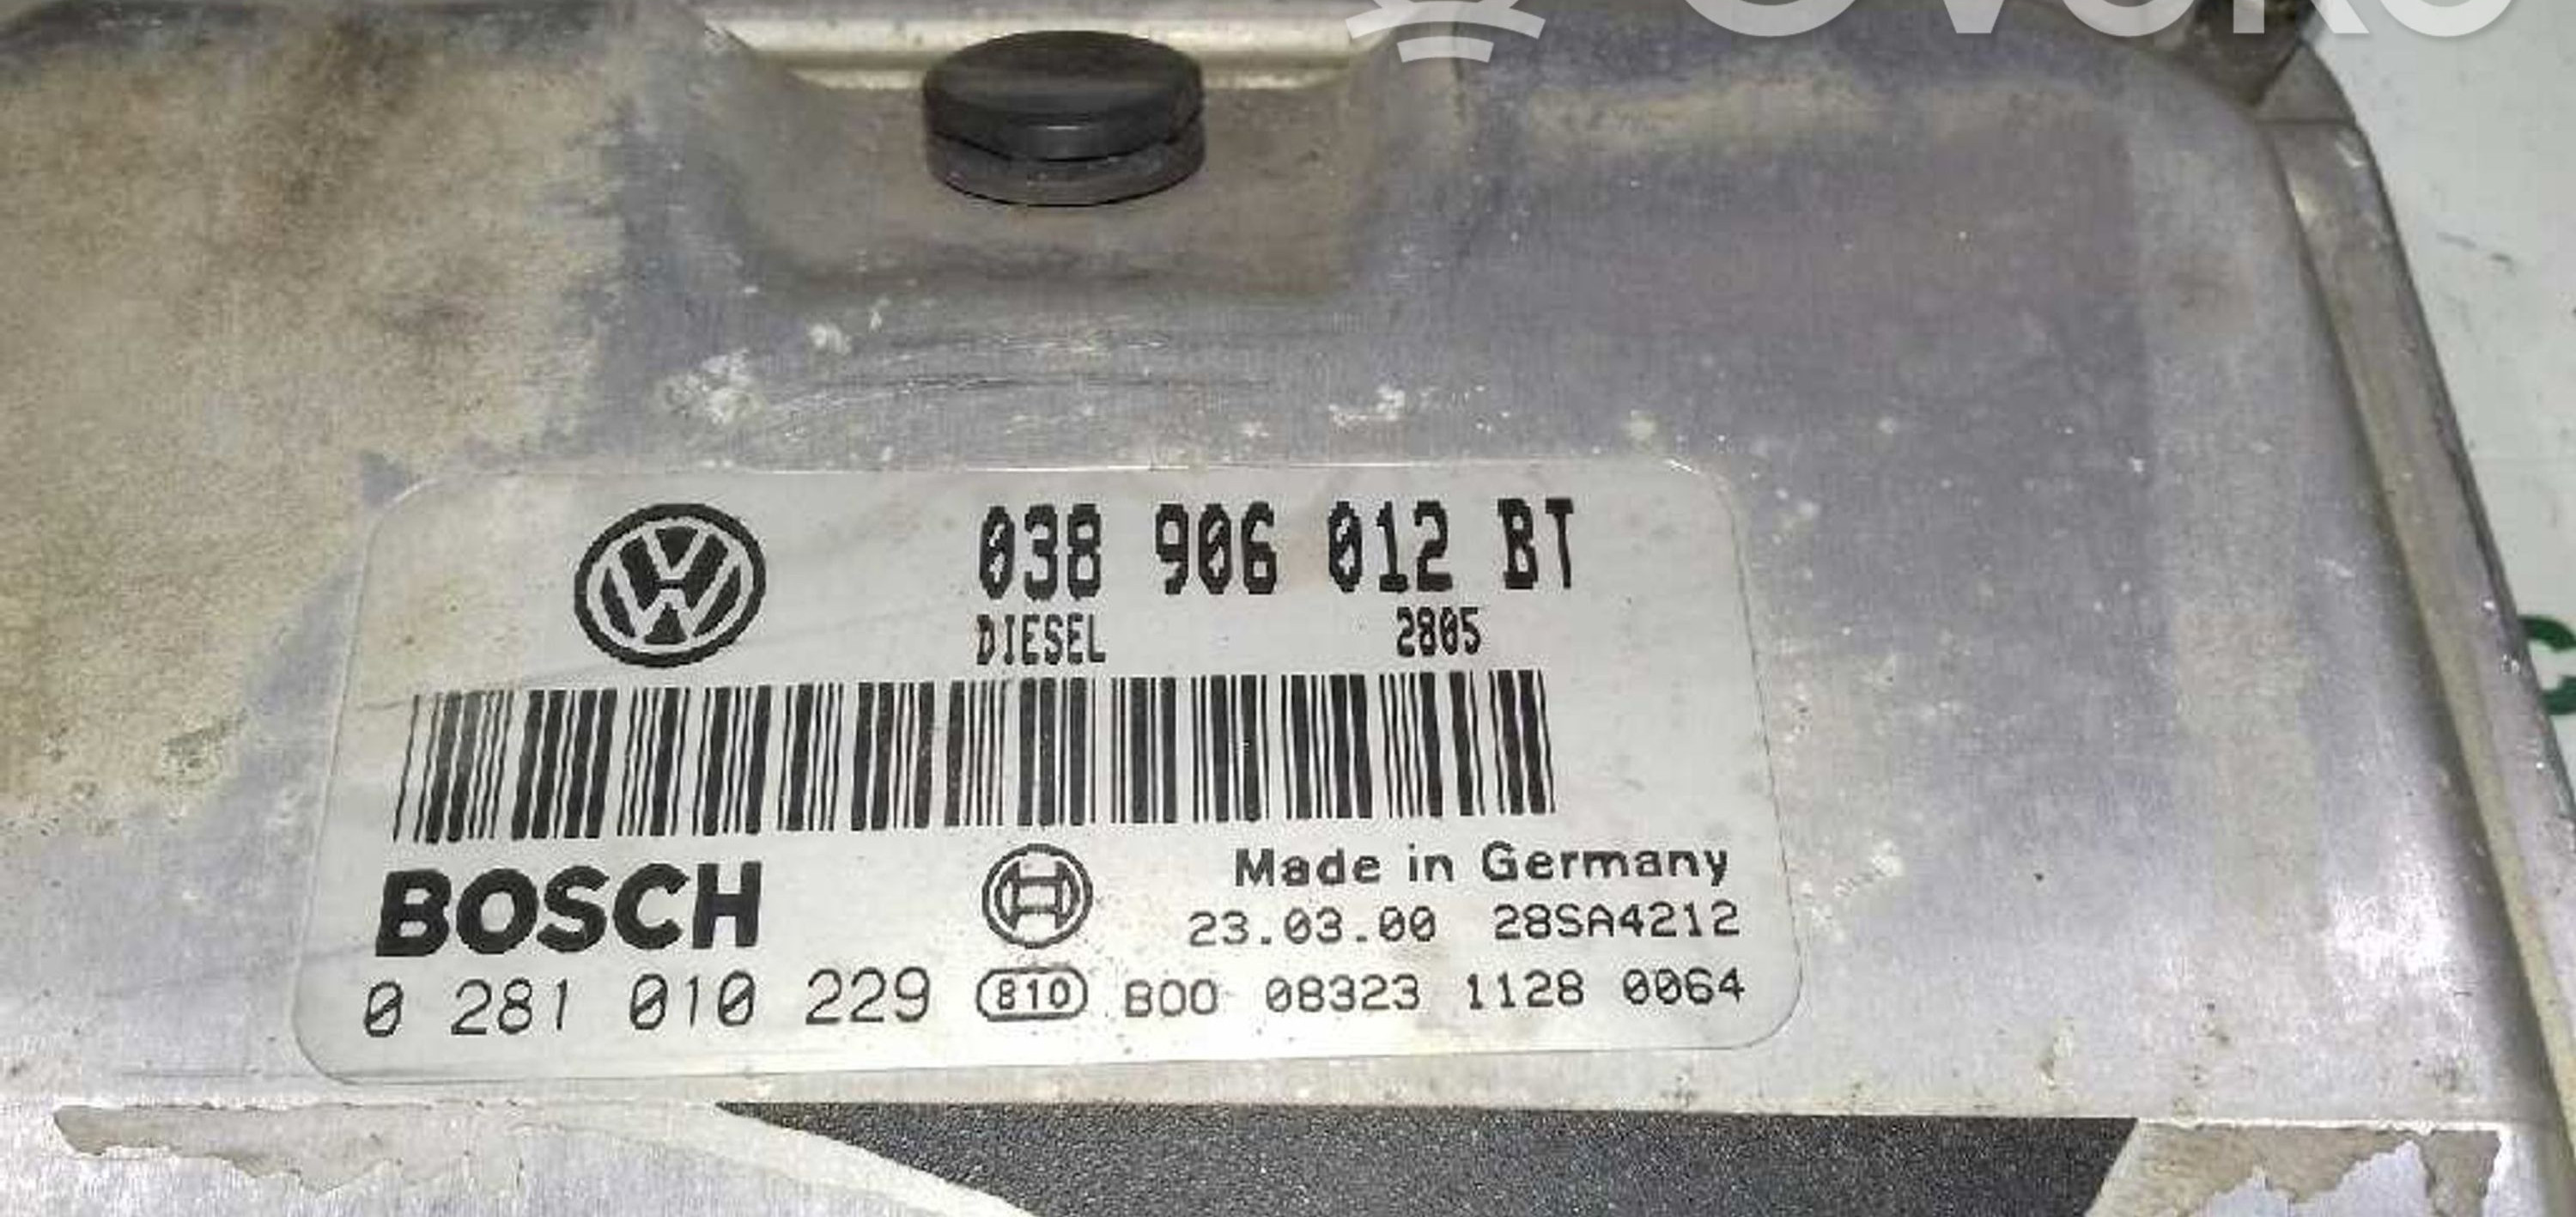 038 906 012 BT
DIESEL 2805
BOSCH
Made in Germany
23.03.00 28SA4212
0 281 010 229 810 B00 08323 1128 0064